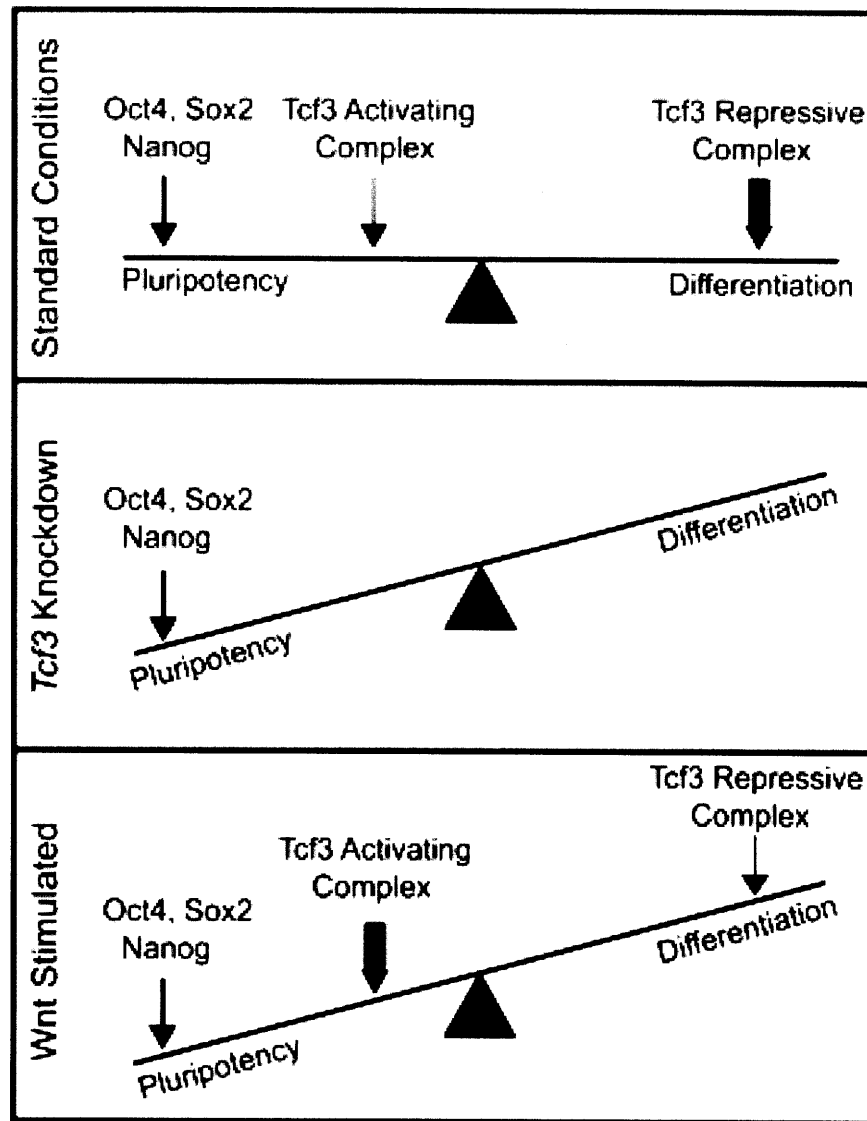 Standard Conditions
Oct4, Sox2
Nanog
Tcf3 Activating
Complex
Tcf3 Repressive
Complex
Pluripotency
Differentiation
Tcf3 Knockdown
Oct4, Sox2
Nanog
Differentiation
Pluripotency
Wnt Stimulated
Tcf3 Repressive
Complex
Tcf3 Activating
Complex
Oct4, Sox2
Nanog
Differentiation
Pluripotency